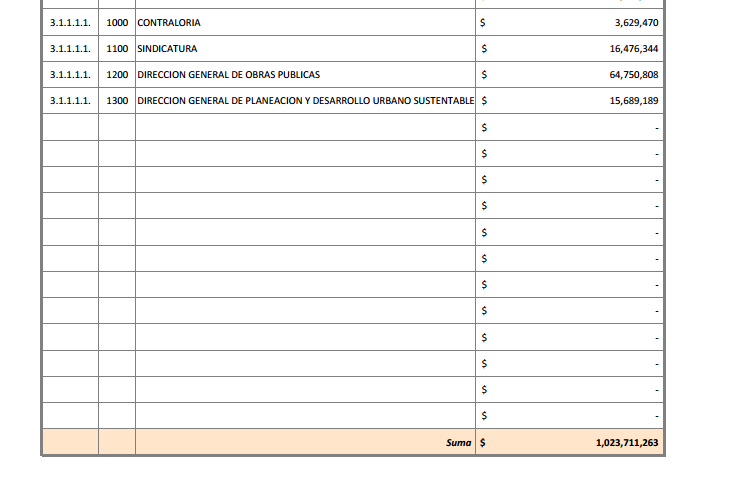 3.1.1.1.1. 1000 CONTRALORIA $ 3,629,470
3.1.1.1.1. 1100 SINDICATURA $ 16,476,344
3.1.1.1.1. 1200 DIRECCION GENERAL DE OBRAS PUBLICAS $ 64,750,808
3.1.1.1.1. 1300 DIRECCION GENERAL DE PLANEACION Y DESARROLLO URBANO SUSTENTABLE $ 15,689,189
$ -
$ -
$ -
$ -
$ -
$ -
$ -
$ -
$ -
$ -
$ -
$ -
Suma $ 1,023,711,263